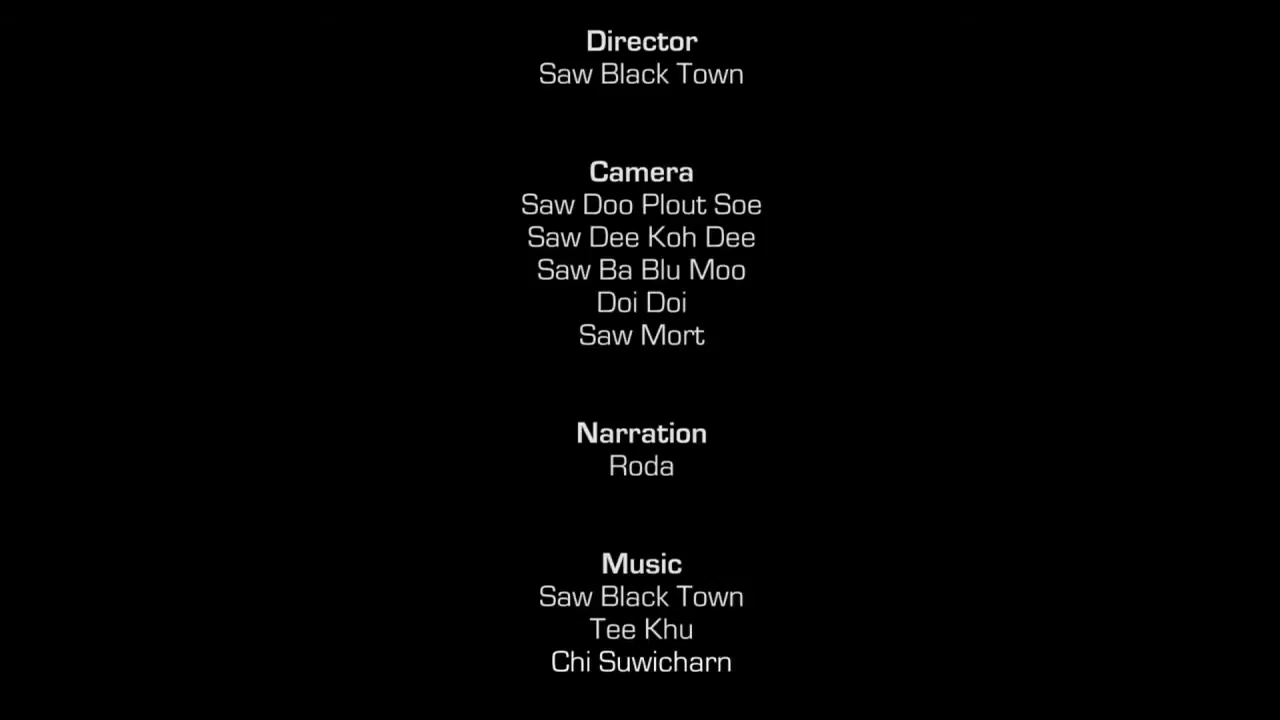 Director
Saw Black Town
Camera
Saw Doo Plout Soe
Saw Dee Koh Dee
Saw Ba Blu Moo
Doi Doi
Saw Mort
Narration
Roda
Music
Saw Black Town
Tee Khu
Chi Suwicharn